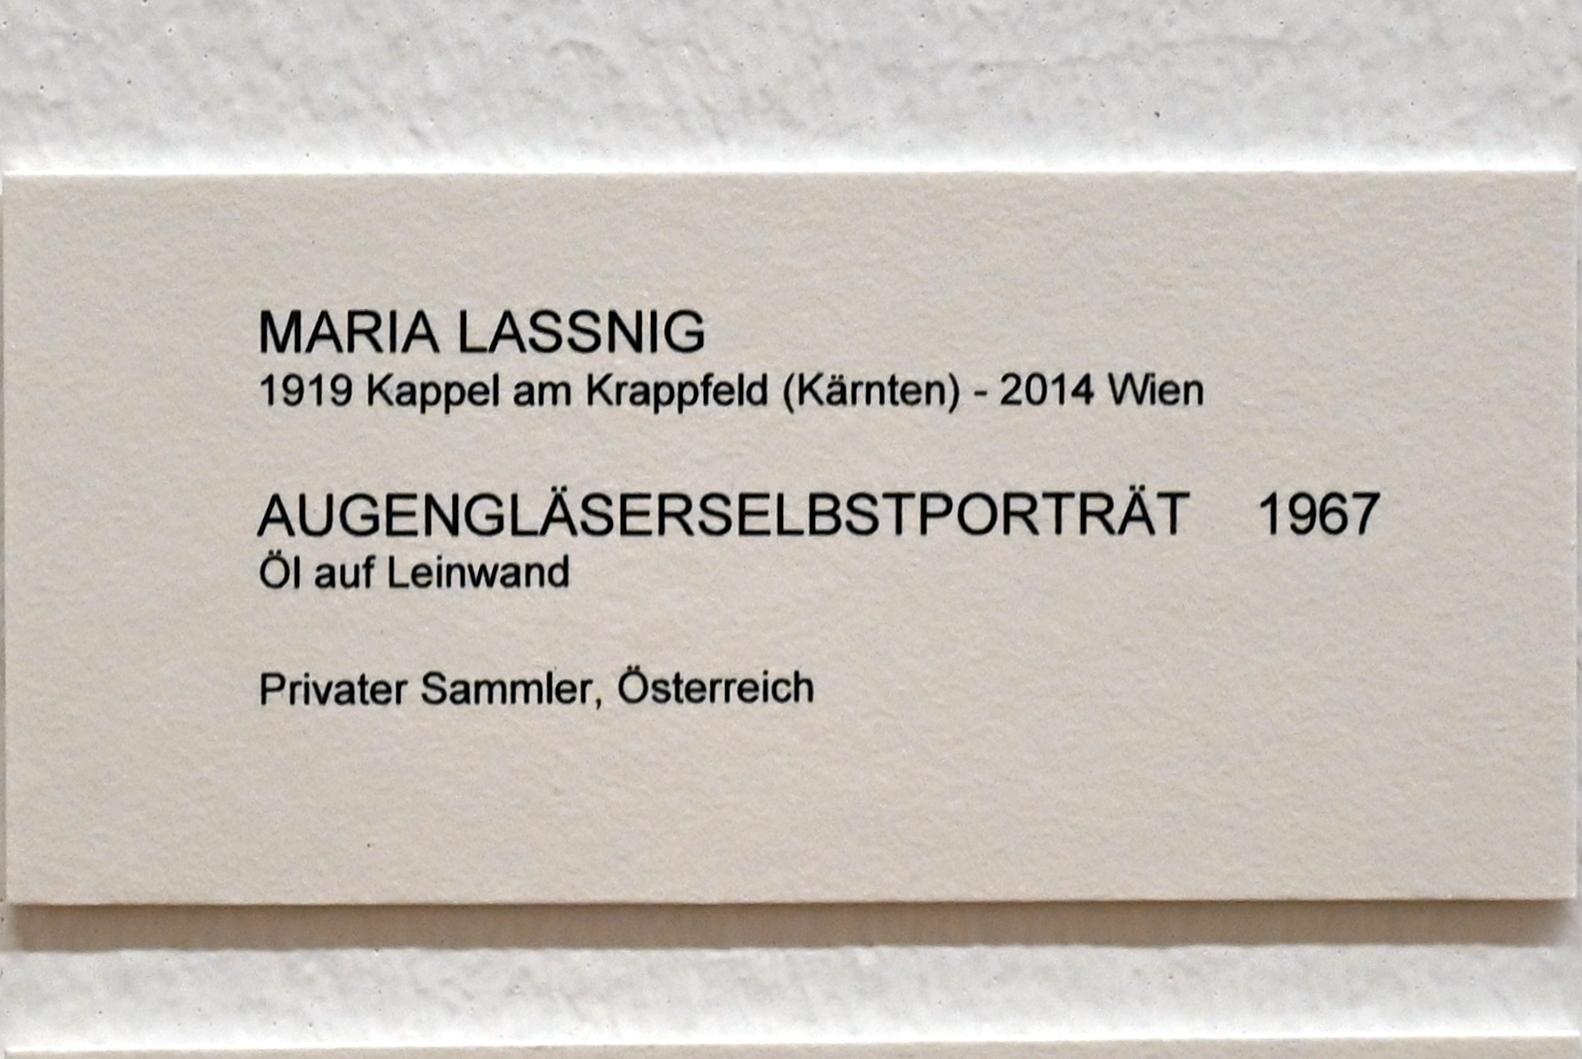 MARIA LASSNIG
1919 Kappel am Krappfeld (Kärnten) - 2014 Wien
AUGENGLÄSERSELBSTPORTRÄT 1967
Öl auf Leinwand
Privater Sammler, Österreich